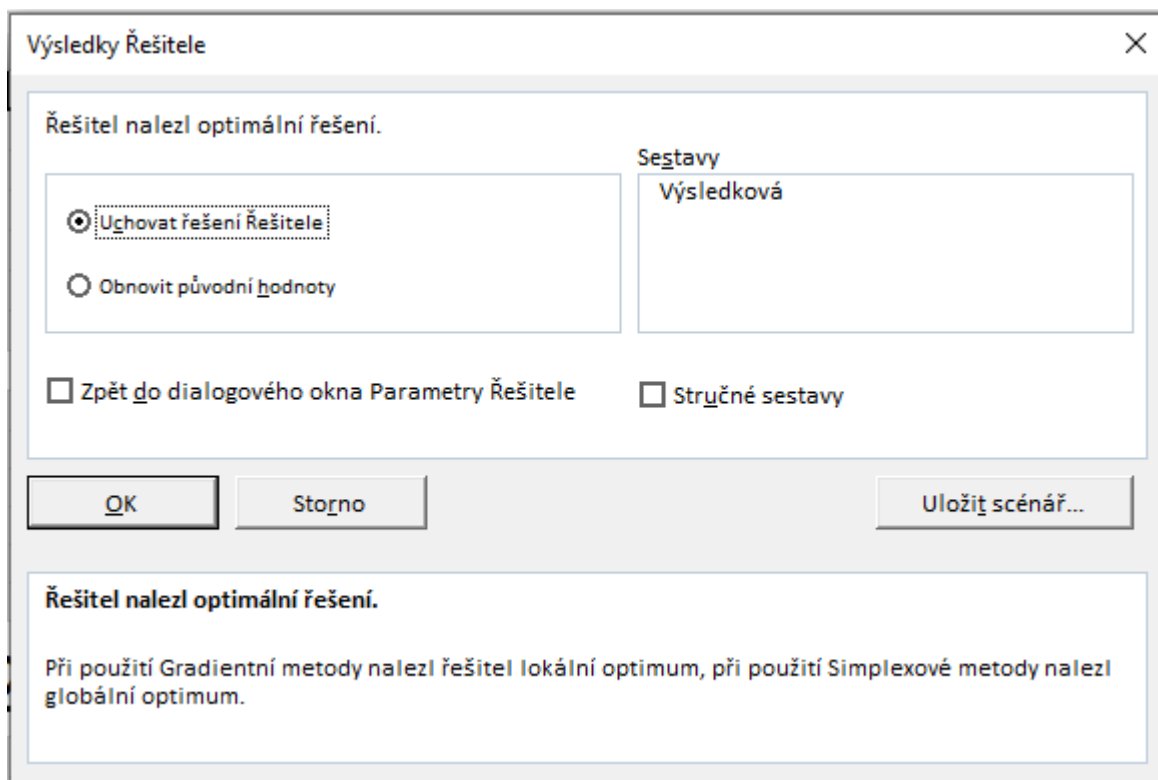 Výsledky Řešitele
Řešitel nalezl optimální řešení.
Sestavy
Výsledková
Uchovat řešení Řešitele
Obnovit původní hodnoty
Zpět do dialogového okna Parametry Řešitele
Stručné sestavy
OK
Storno
Uložit scénář...
Řešitel nalezl optimální řešení.
Při použití Gradientní metody nalezl řešitel lokální optimum, při použití Simplexové metody nalezl
globální optimum.